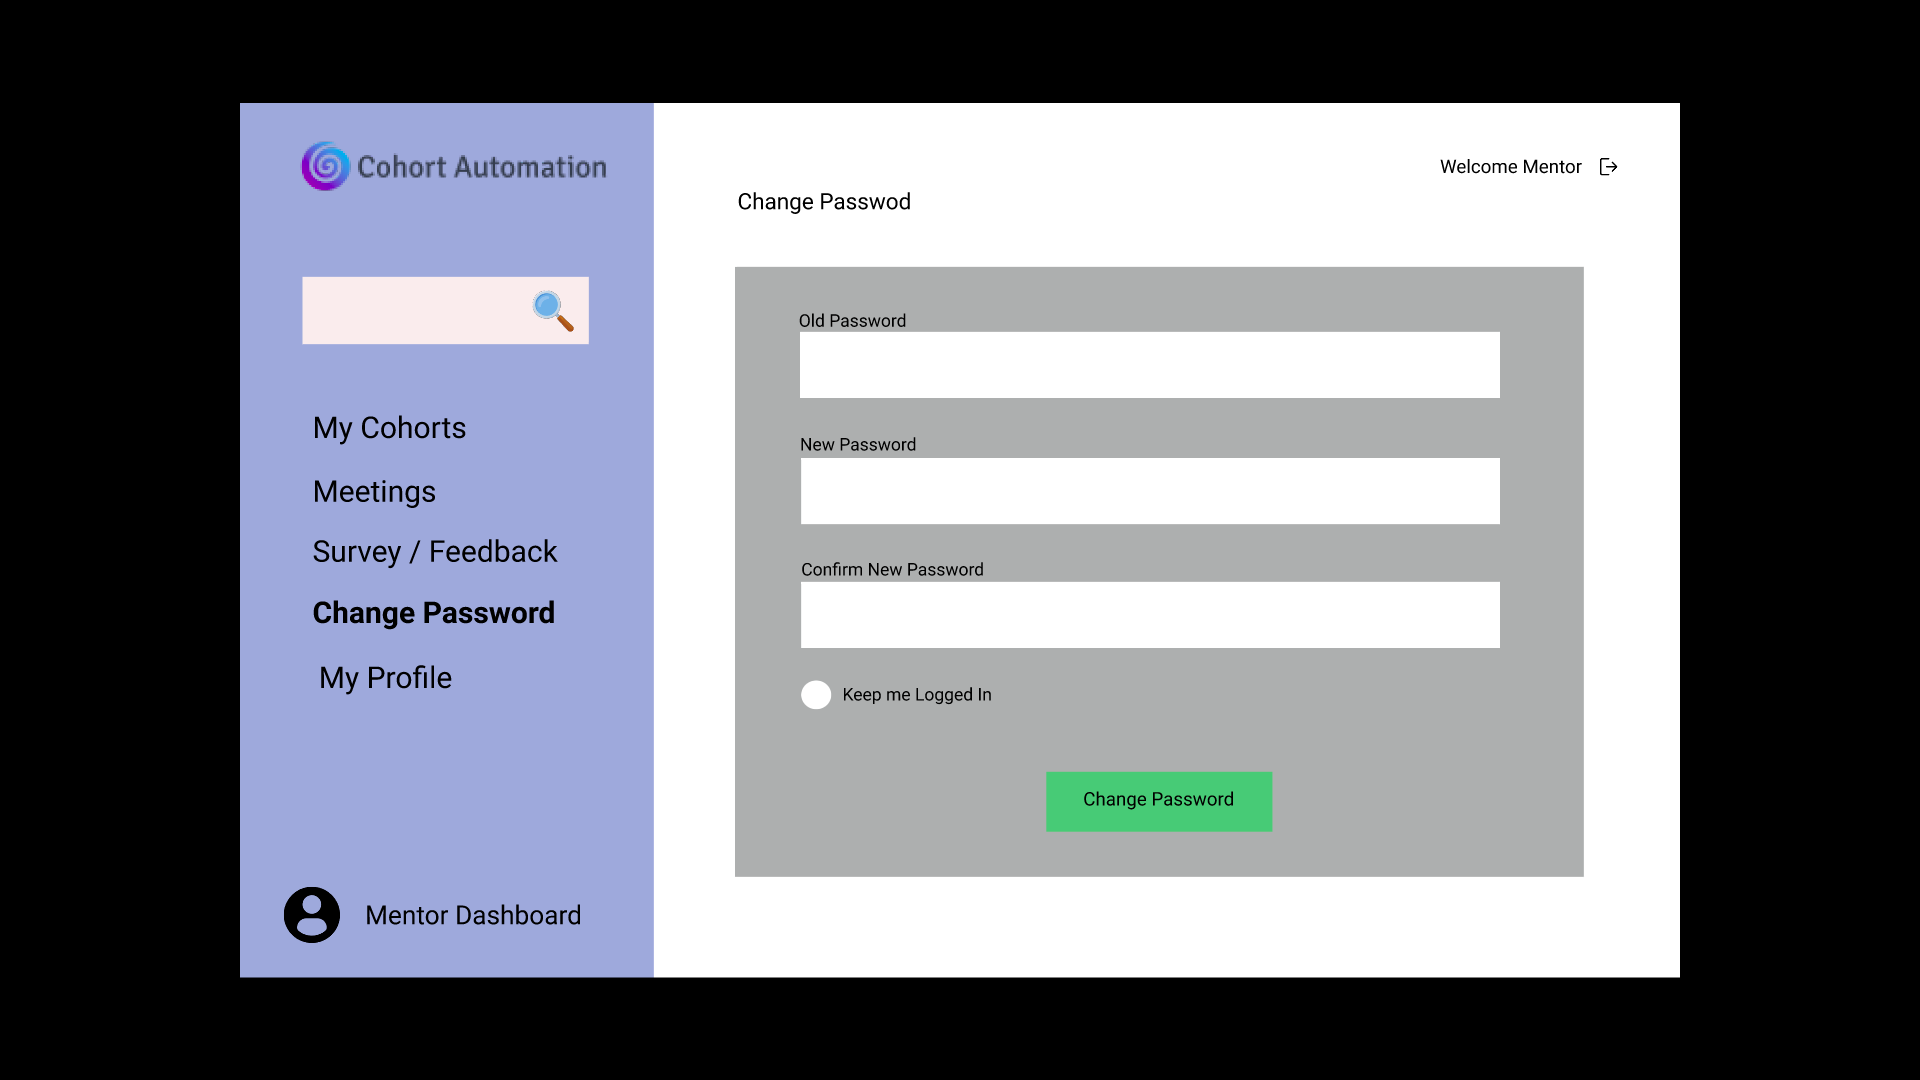 Cohort Automation
My Cohorts
Meetings
Survey / Feedback
Change Password
My Profile
Mentor Dashboard
Welcome Mentor
Change Passwod
Old Password
New Password
Confirm New Password
Keep me Logged In
Change Password